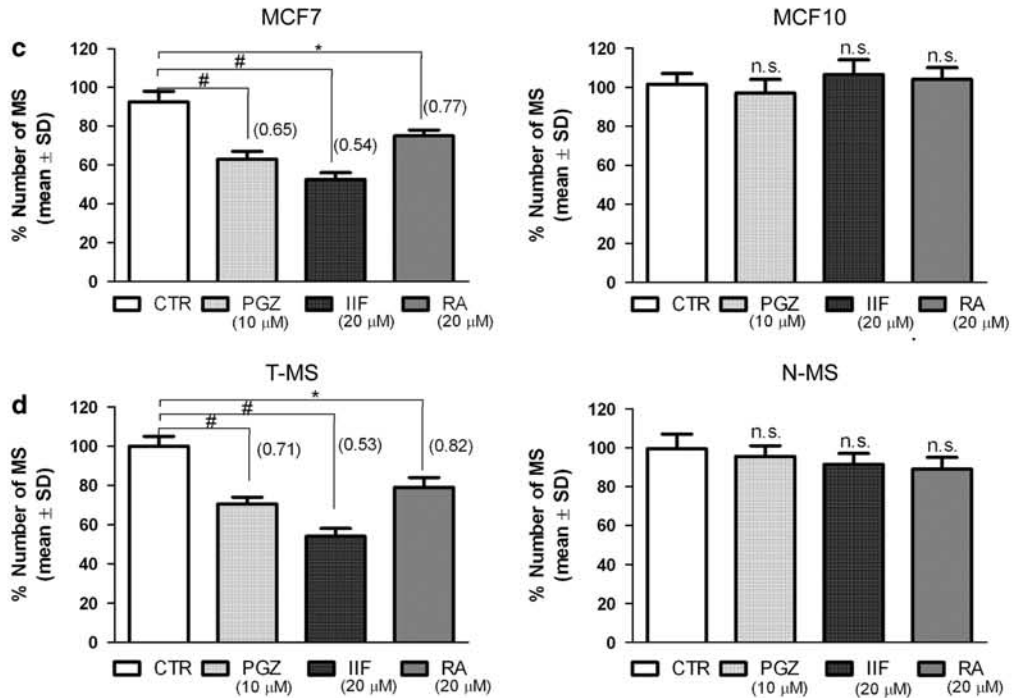 MCF7
MCF10
c
% Number of MS
(mean ± SD)
120
100
80
60
40
20
0
*
#
#
(0.65)
(0.54)
(0.77)
CTR PGZ IIF RA
(10 µM) (20 µM) (20 µM)
% Number of MS
(mean ± SD)
120
100
80
60
40
20
0
n.s. n.s. n.s.
CTR PGZ IIF RA
(10 µM) (20 µM) (20 µM)
T-MS
N-MS
d
% Number of MS
(mean ± SD)
120
100
80
60
40
20
0
*
#
#
(0.71)
(0.53)
(0.82)
CTR PGZ IIF RA
(10 µM) (20 µM) (20 µM)
% Number of MS
(mean ± SD)
120
100
80
60
40
20
0
n.s. n.s. n.s.
CTR PGZ IIF RA
(10 µM) (20 µM) (20 µM)